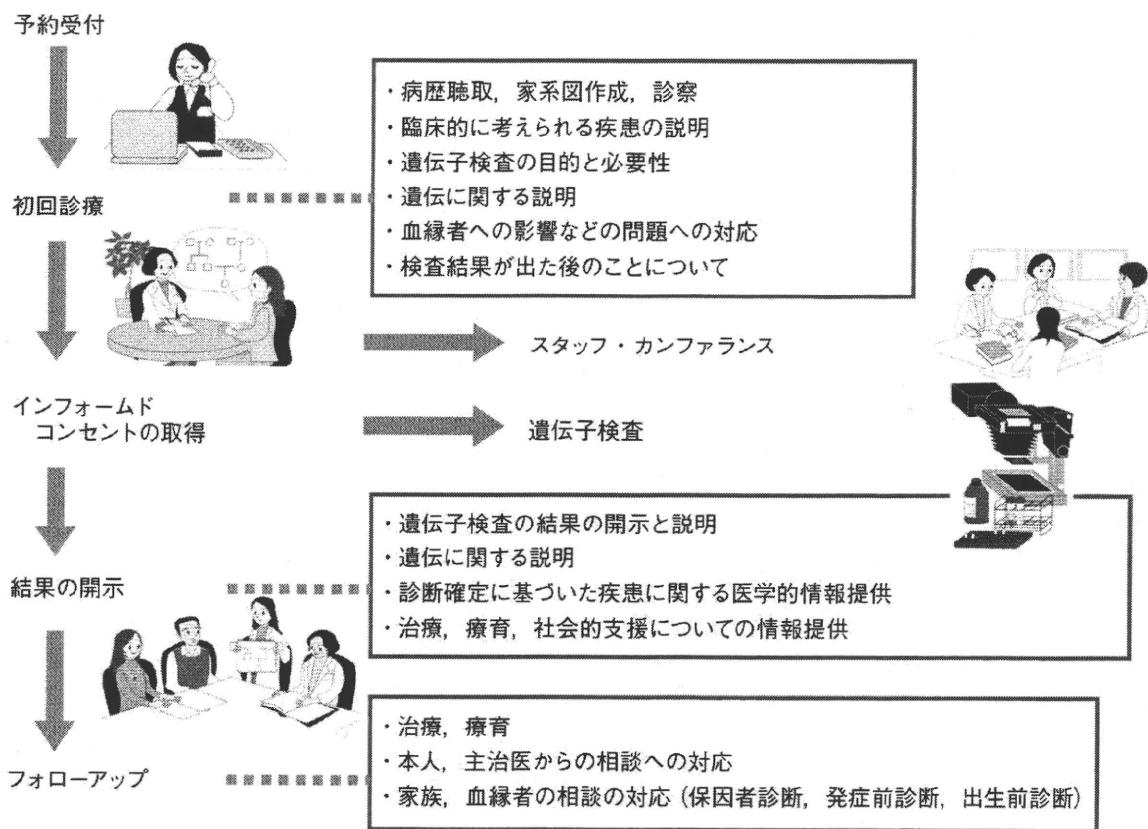 予約受付
・病歴聴取，家系図作成，診察
・臨床的に考えられる疾患の説明
・遺伝子検査の目的と必要性
・遺伝に関する説明
・血縁者への影響などの問題への対応
・検査結果が出た後のことについて
初回診療
スタッフ・カンファランス
インフォームド
コンセントの取得
遺伝子検査
・遺伝子検査の結果の開示と説明
・遺伝に関する説明
・診断確定に基づいた疾患に関する医学的情報提供
・治療，療育，社会的支援についての情報提供
結果の開示
・治療，療育
・本人，主治医からの相談への対応
・家族，血縁者の相談の対応（保因者診断，発症前診断，出生前診断）
フォローアップ